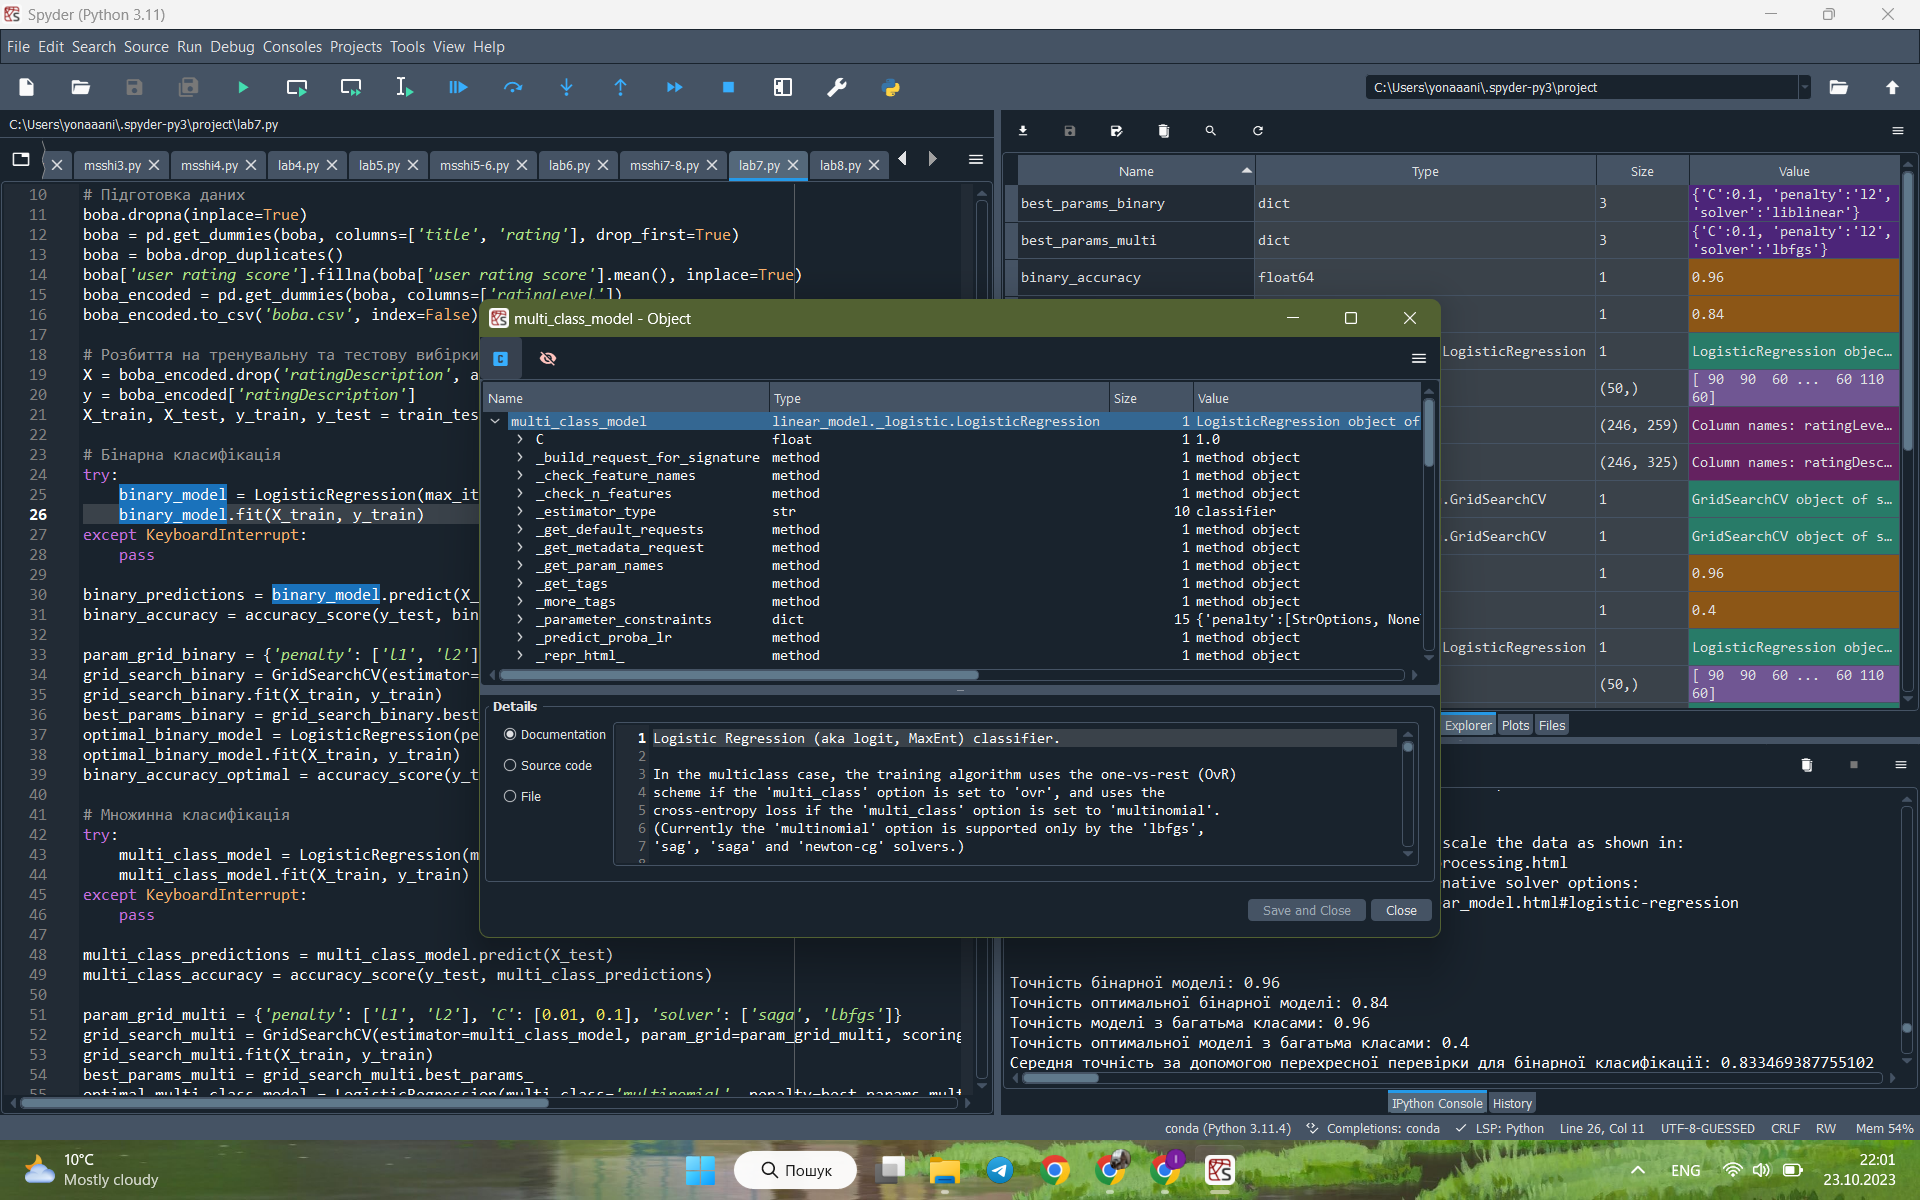 Spyder (Python 3.11)
File Edit Search Source Run Debug Consoles Projects Tools View Help
C:\Users\yonaaani\.spyder-py3\project
C:\Users\yonaaani\.spyder-py3\project\lab7.py
msshi3.py msshi4.py lab4.py lab5.py msshi5-6.py lab6.py msshi7-8.py lab7.py lab8.py
10 # Підготовка даних
11 boba.dropna(inplace=True)
12 boba = pd.get_dummies(boba, columns=['title', 'rating'], drop_first=True)
13 boba = boba.drop_duplicates()
14 boba['user rating score'].fillna(boba['user rating score'].mean(), inplace=True)
15 boba_encoded = pd.get_dummies(boba, columns=['ratingLevel'])
16 boba_encoded.to_csv('boba.csv', index=False)
17
18 # Розбиття на тренувальну та тестову вибірки
19 X = boba_encoded.drop('ratingDescription', a
20 y = boba_encoded['ratingDescription']
21 X_train, X_test, y_train, y_test = train_tes
22
23 # Бінарна класифікація
24 try:
25 binary_model = LogisticRegression(max_it
26 binary_model.fit(X_train, y_train)
27 except KeyboardInterrupt:
28 pass
29
30 binary_predictions = binary_model.predict(X_
31 binary_accuracy = accuracy_score(y_test, bin
32
33 param_grid_binary = {'penalty': ['l1', 'l2']
34 grid_search_binary = GridSearchCV(estimator=
35 grid_search_binary.fit(X_train, y_train)
36 best_params_binary = grid_search_binary.best
37 optimal_binary_model = LogisticRegression(pe
38 optimal_binary_model.fit(X_train, y_train)
39 binary_accuracy_optimal = accuracy_score(y_t
40
41 # Множинна класифікація
42 try:
43 multi_class_model = LogisticRegression(m
44 multi_class_model.fit(X_train, y_train)
45 except KeyboardInterrupt:
46 pass
47
48 multi_class_predictions = multi_class_model.predict(X_test)
49 multi_class_accuracy = accuracy_score(y_test, multi_class_predictions)
50
51 param_grid_multi = {'penalty': ['l1', 'l2'], 'C': [0.01, 0.1], 'solver': ['saga', 'lbfgs']}
52 grid_search_multi = GridSearchCV(estimator=multi_class_model, param_grid=param_grid_multi, scoring
53 grid_search_multi.fit(X_train, y_train)
54 best_params_multi = grid_search_multi.best_params_
55 optimal_multi_class_model = LogisticRegression(multi_class='multinomial', penalty=best_params_mult
Name Type Size Value
best_params_binary dict 3 {'C':0.1, 'penalty':'l2',
'solver':'liblinear'}
best_params_multi dict 3 {'C':0.1, 'penalty':'l2',
'solver':'lbfgs'}
binary_accuracy float64 1 0.96
1 0.84
LogisticRegression 1 LogisticRegression objec…
(50,) [ 90 90 60 ... 60 110
60]
(246, 259) Column names: ratingLeve…
(246, 325) Column names: ratingDesc…
.GridSearchCV 1 GridSearchCV object of s…
.GridSearchCV 1 GridSearchCV object of s…
1 0.96
1 0.4
LogisticRegression 1 LogisticRegression objec…
(50,) [ 90 90 60 ... 60 110
60]
Explorer Plots Files
multi_class_model - Object
C
Name Type Size Value
multi_class_model linear_model._logistic.LogisticRegression 1 LogisticRegression object of
C float 1 1.0
_build_request_for_signature method 1 method object
_check_feature_names method 1 method object
_check_n_features method 1 method object
_estimator_type str 10 classifier
_get_default_requests method 1 method object
_get_metadata_request method 1 method object
_get_param_names method 1 method object
_get_tags method 1 method object
_more_tags method 1 method object
_parameter_constraints dict 15 {'penalty':[StrOptions, None
_predict_proba_lr method 1 method object
_repr_html_ method 1 method object
Details
Documentation
Source code
File
1 Logistic Regression (aka logit, MaxEnt) classifier.
2
3 In the multiclass case, the training algorithm uses the one-vs-rest (OvR)
4 scheme if the 'multi_class' option is set to 'ovr', and uses the
5 cross-entropy loss if the 'multi_class' option is set to 'multinomial'.
6 (Currently the 'multinomial' option is supported only by the 'lbfgs',
7 'sag', 'saga' and 'newton-cg' solvers.)
Save and Close Close
scale the data as shown in:
rocessing.html
native solver options:
ar_model.html#logistic-regression
Точність бінарної моделі: 0.96
Точність оптимальної бінарної моделі: 0.84
Точність моделі з багатьма класами: 0.96
Точність оптимальної моделі з багатьма класами: 0.4
Середня точність за допомогою перехресної перевірки для бінарної класифікації: 0.833469387755102
IPython Console History
conda (Python 3.11.4) Completions: conda LSP: Python Line 26, Col 11 UTF-8-GUESSED CRLF RW Mem 54%
10°C
Mostly cloudy
Пошук
ENG
22:01
23.10.2023